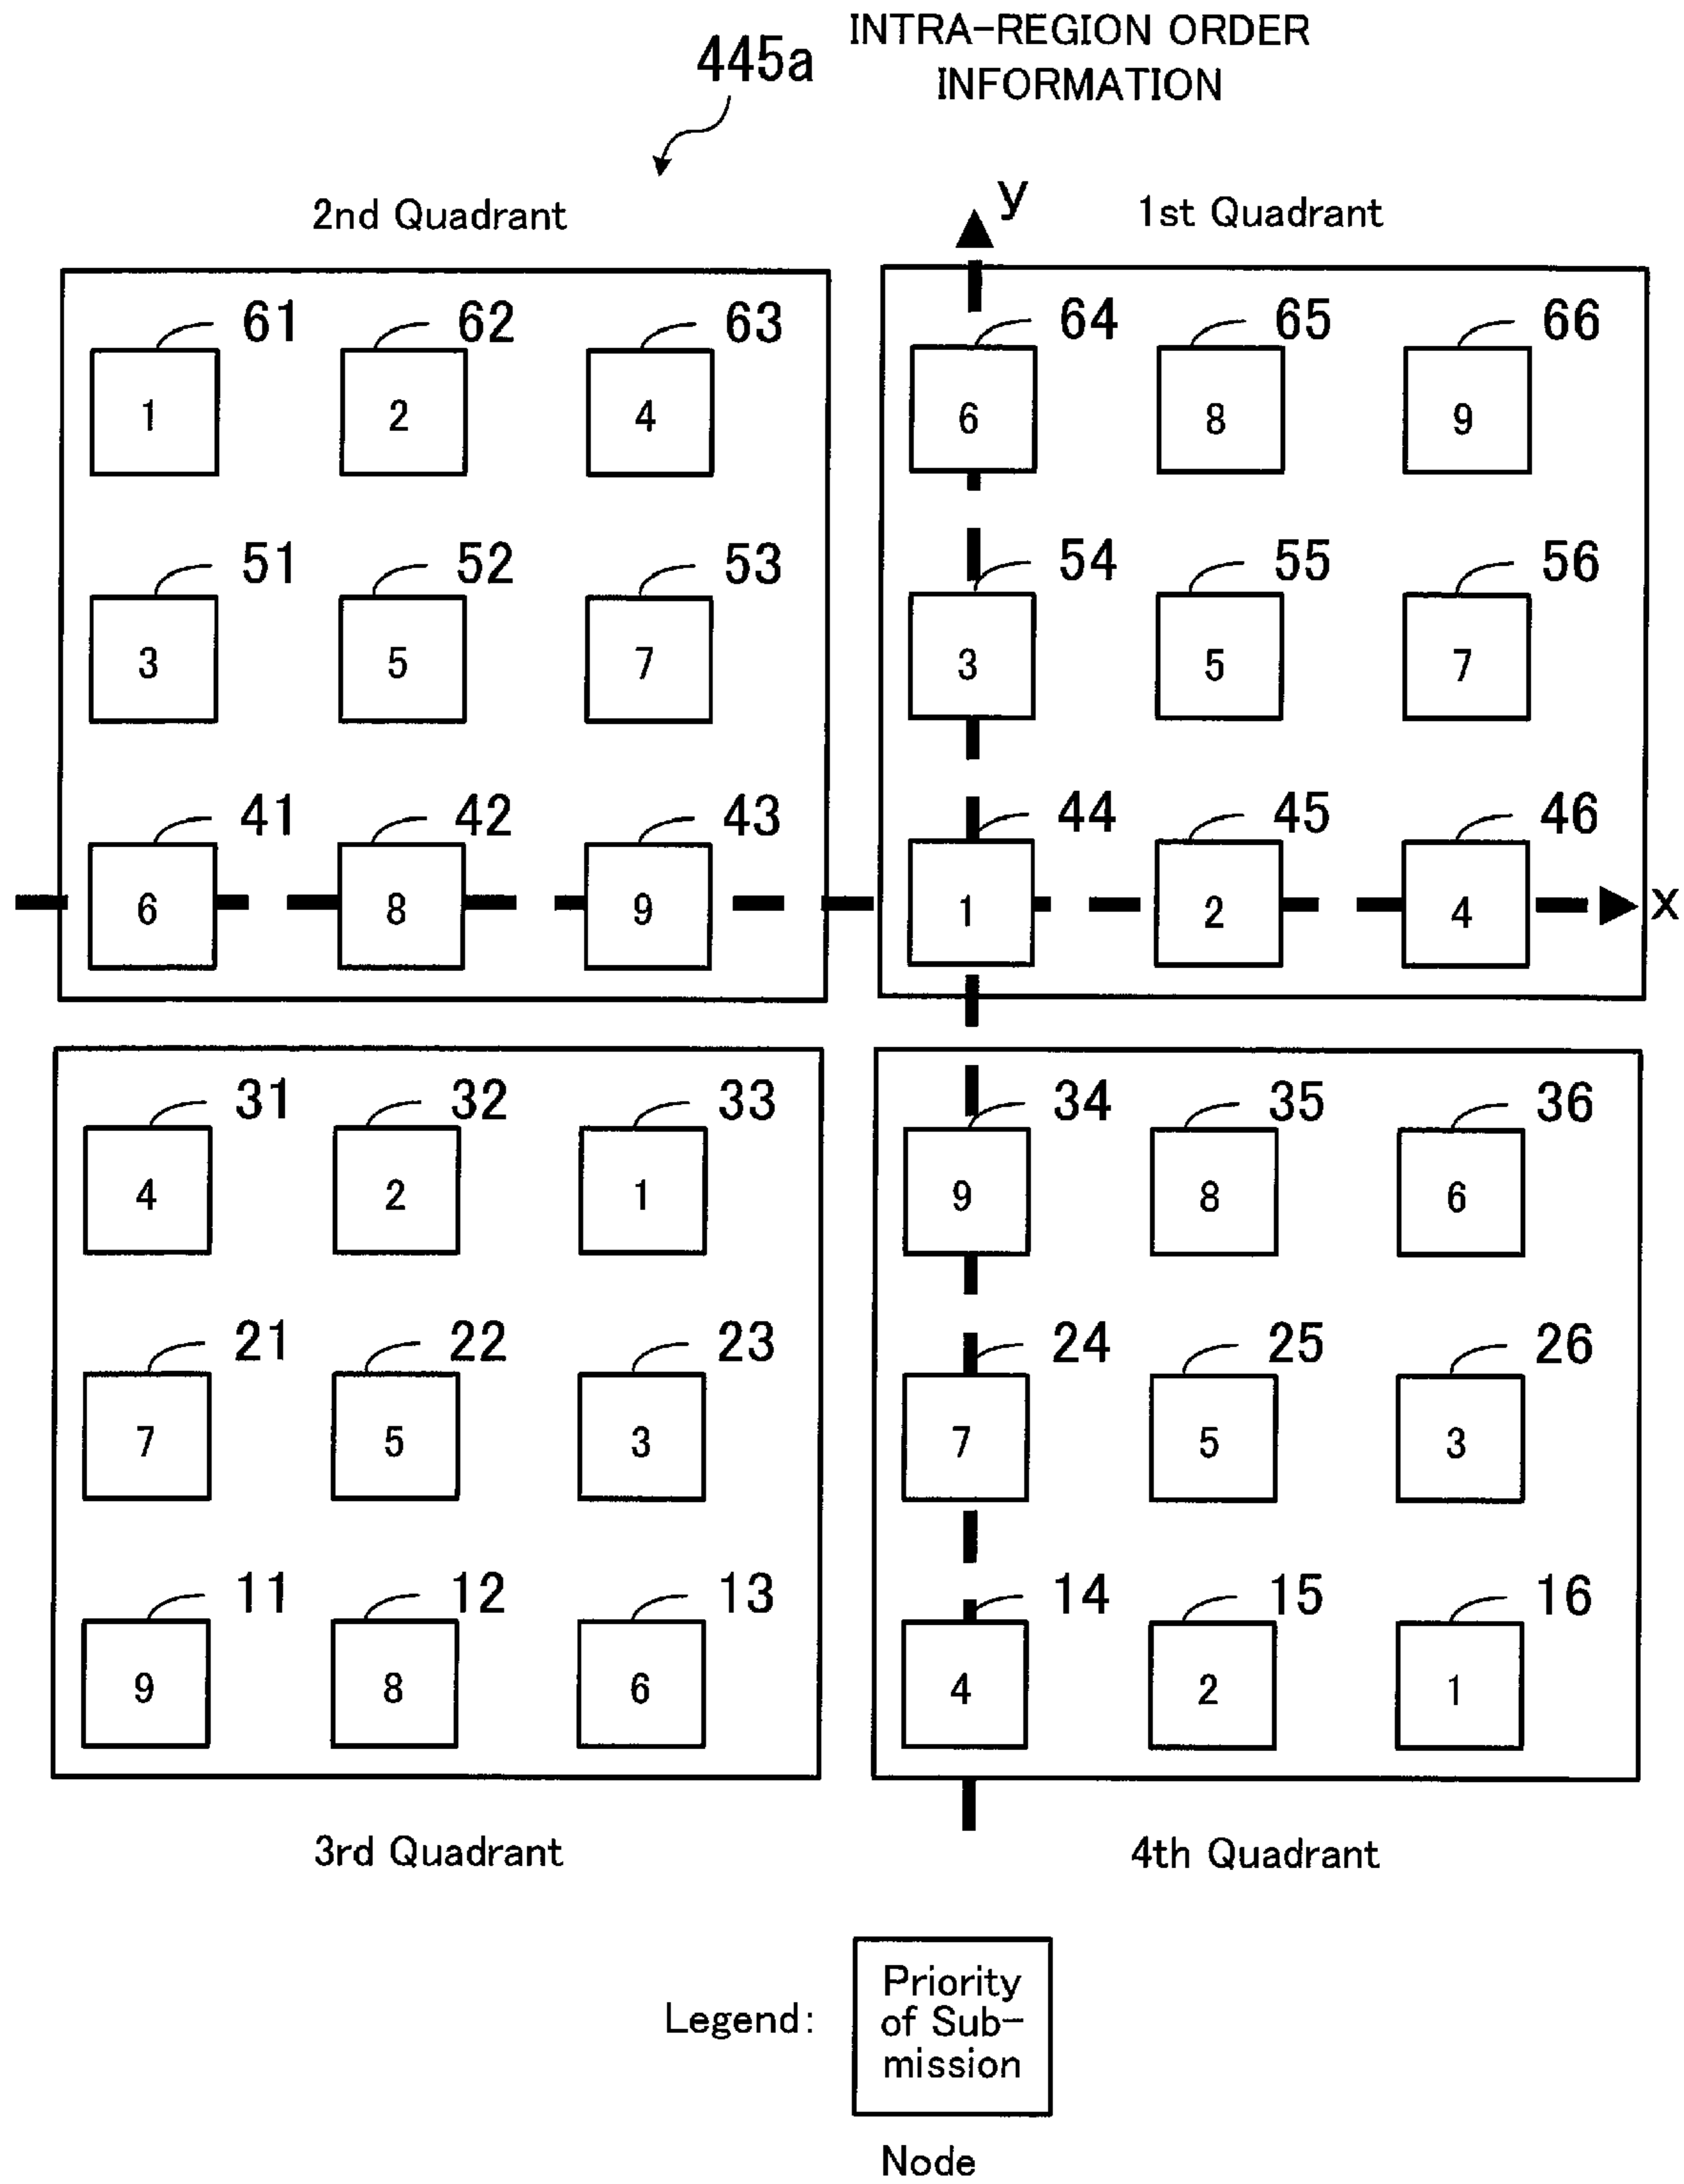 INTRA-REGION ORDER
INFORMATION
445a
2nd Quadrant
y
1st Quadrant
61 62 63
1 2 4
51 52 53
3 5 7
41 42 43
6 8 9
64 65 66
6 8 9
54 55 56
3 5 7
44 45 46
1 2 4
x
31 32 33
4 2 1
21 22 23
7 5 3
11 12 13
9 8 6
34 35 36
9 8 6
24 25 26
7 5 3
14 15 16
4 2 1
3rd Quadrant
4th Quadrant
Legend:
Priority
of Sub-
mission
Node